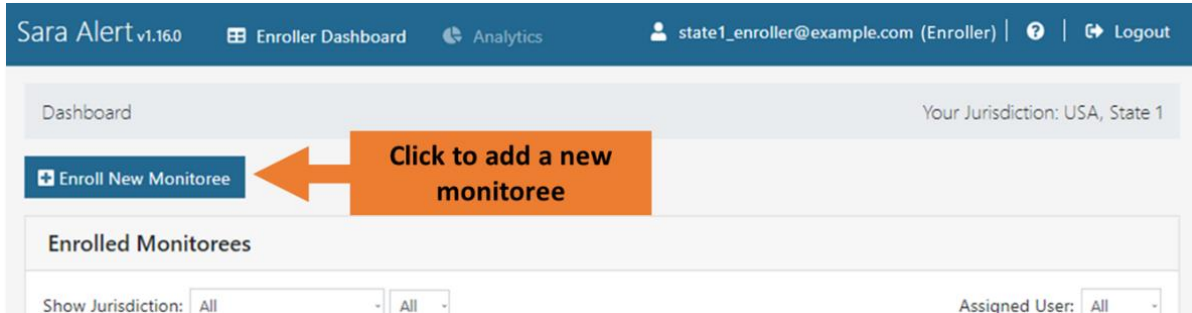 Sara Alert v1.16.0 Enroller Dashboard Analytics state1_enroller@example.com (Enroller) | ? | Logout
Dashboard Your Jurisdiction: USA, State 1
Enroll New Monitoree
Click to add a new
monitoree
Enrolled Monitorees
Show Jurisdiction: All All Assigned User: All